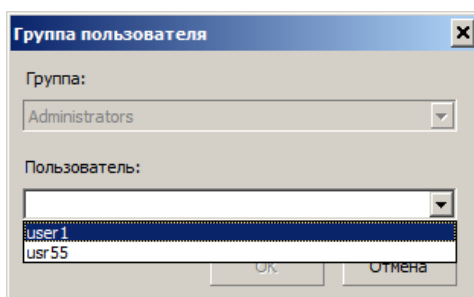 Группа пользователя
Группа:
Administrators
Пользователь:
user1
usr55
OK
Отмена